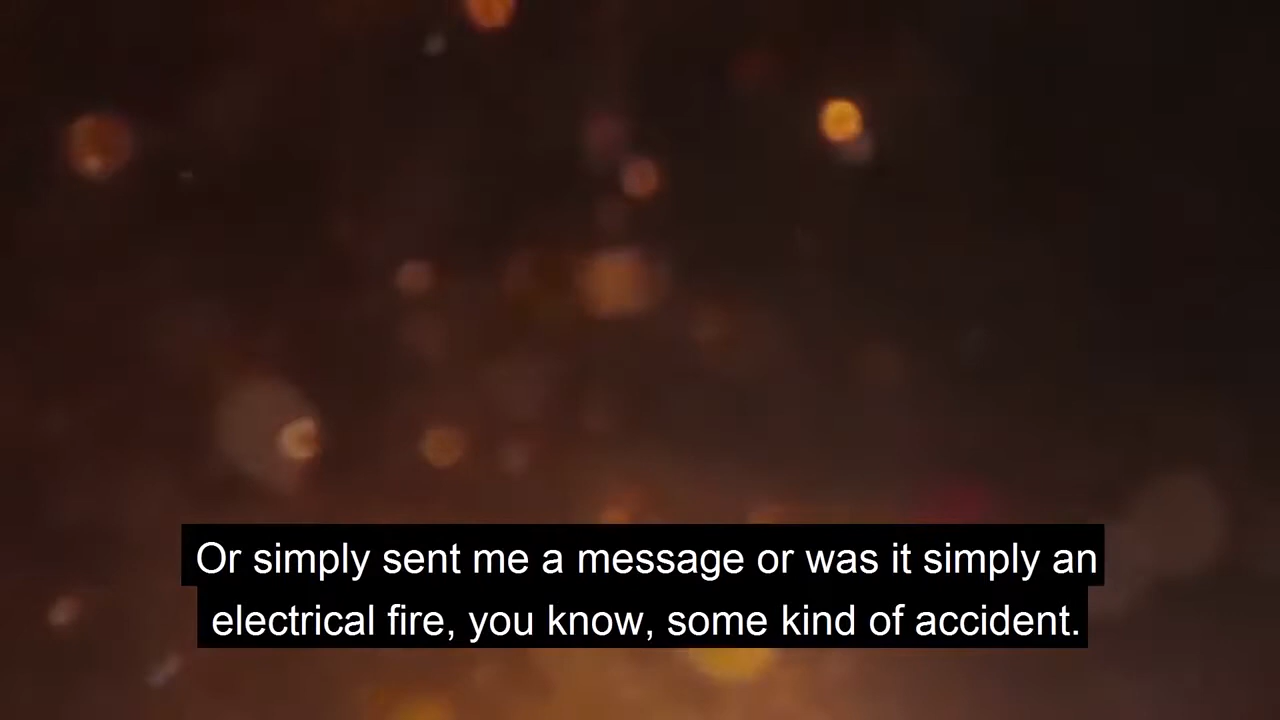 Or simply sent me a message or was it simply an
electrical fire, you know, some kind of accident.